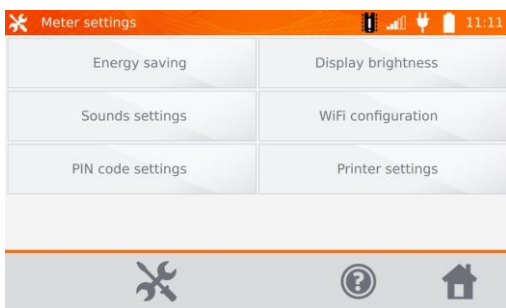 Meter settings 11:11
Energy saving Display brightness
Sounds settings WiFi configuration
PIN code settings Printer settings